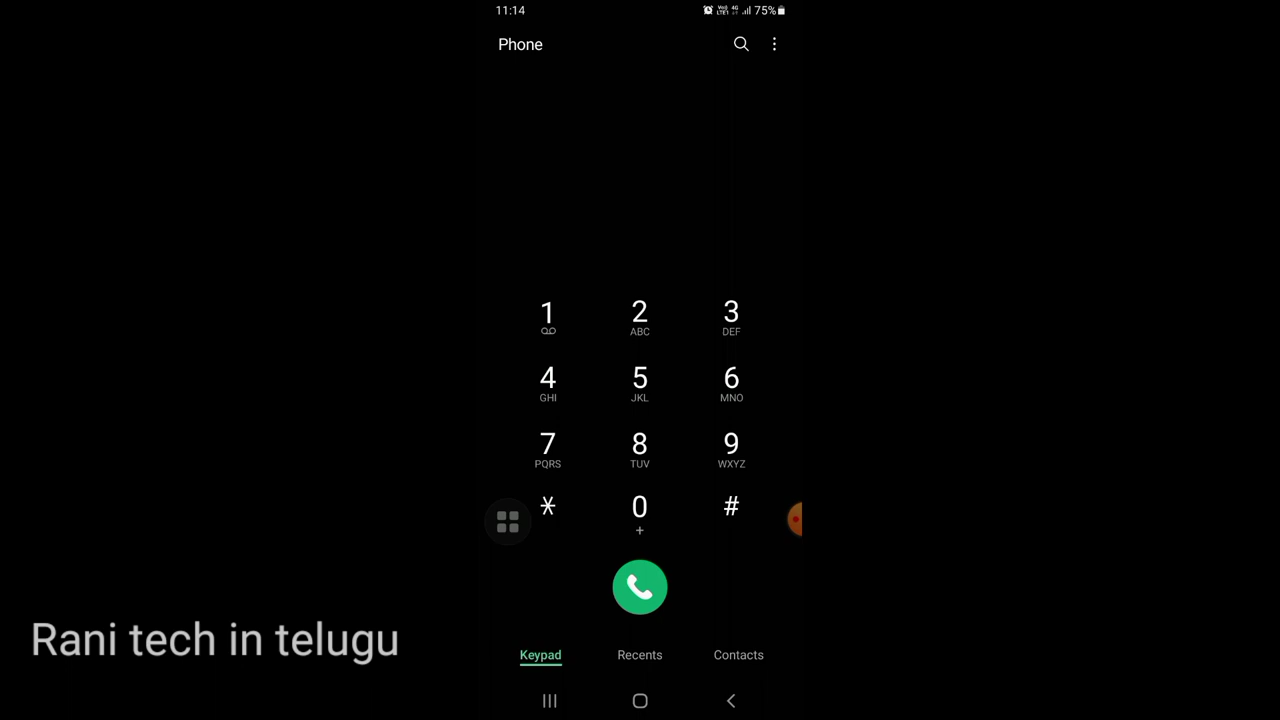 11:14
75%
Phone
1 2 3
ABC DEF
4 5 6
GHI JKL MNO
7 8 9
PQRS TUV WXYZ
* 0 #
+
Rani tech in telugu
Keypad Recents Contacts